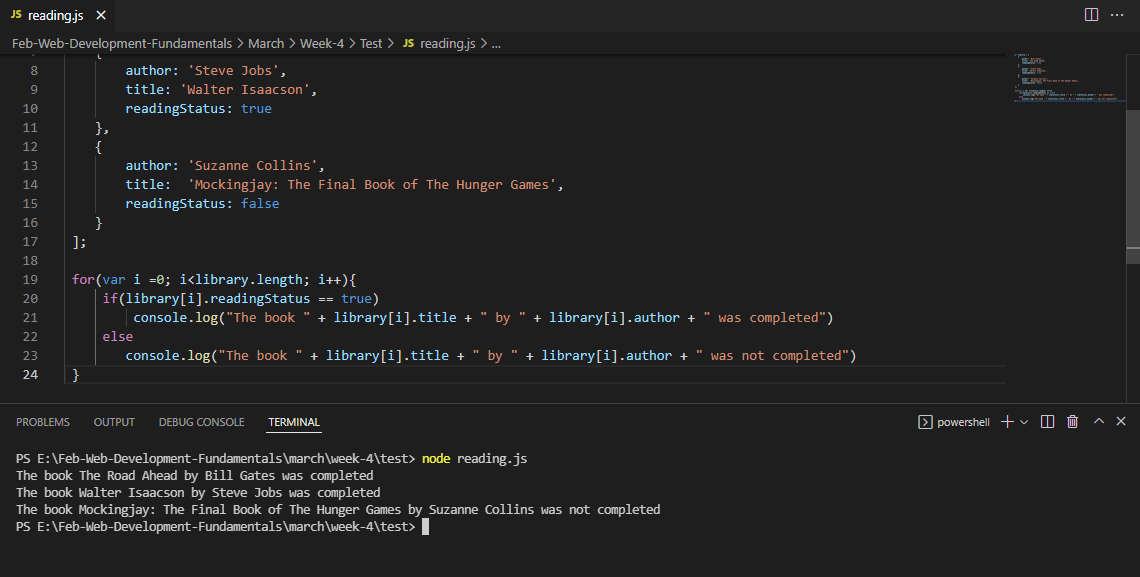 JS reading.js
Feb-Web-Development-Fundamentals > March > Week-4 > Test > JS reading.js > ...
{
8 author: 'Steve Jobs',
9 title: 'Walter Isaacson',
10 readingStatus: true
11 },
12 {
13 author: 'Suzanne Collins',
14 title:  'Mockingjay: The Final Book of The Hunger Games',
15 readingStatus: false
16 }
17 ];
18
19 for(var i =0; i<library.length; i++){
20 if(library[i].readingStatus == true)
21 console.log("The book " + library[i].title + " by " + library[i].author + " was completed")
22 else
23 console.log("The book " + library[i].title + " by " + library[i].author + " was not completed")
24 }
PROBLEMS OUTPUT DEBUG CONSOLE TERMINAL powershell
PS E:\Feb-Web-Development-Fundamentals\march\week-4\test> node reading.js
The book The Road Ahead by Bill Gates was completed
The book Walter Isaacson by Steve Jobs was completed
The book Mockingjay: The Final Book of The Hunger Games by Suzanne Collins was not completed
PS E:\Feb-Web-Development-Fundamentals\march\week-4\test>